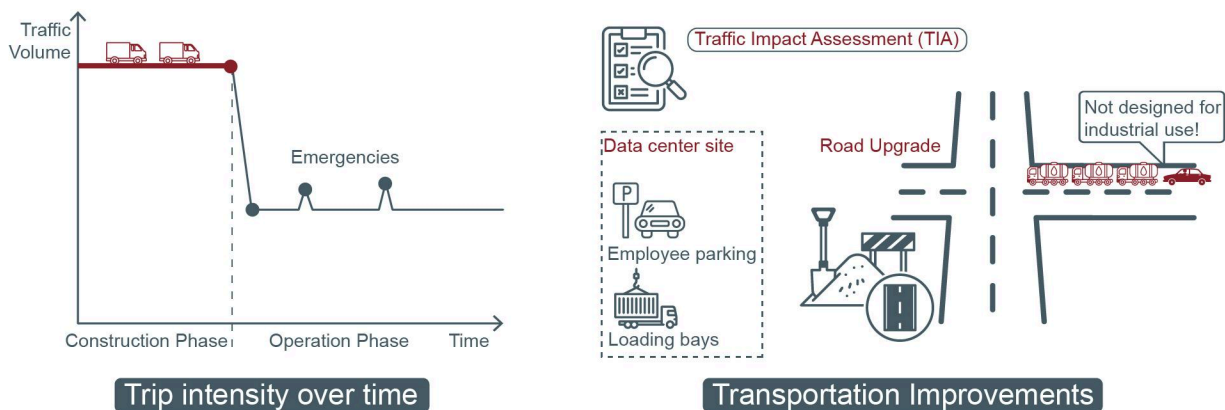 Traffic
Volume
Emergencies
Construction Phase
Operation Phase
Time
Trip intensity over time
Traffic Impact Assessment (TIA)
Data center site
P
Employee parking
Loading bays
Road Upgrade
Not designed for
industrial use!
Transportation Improvements